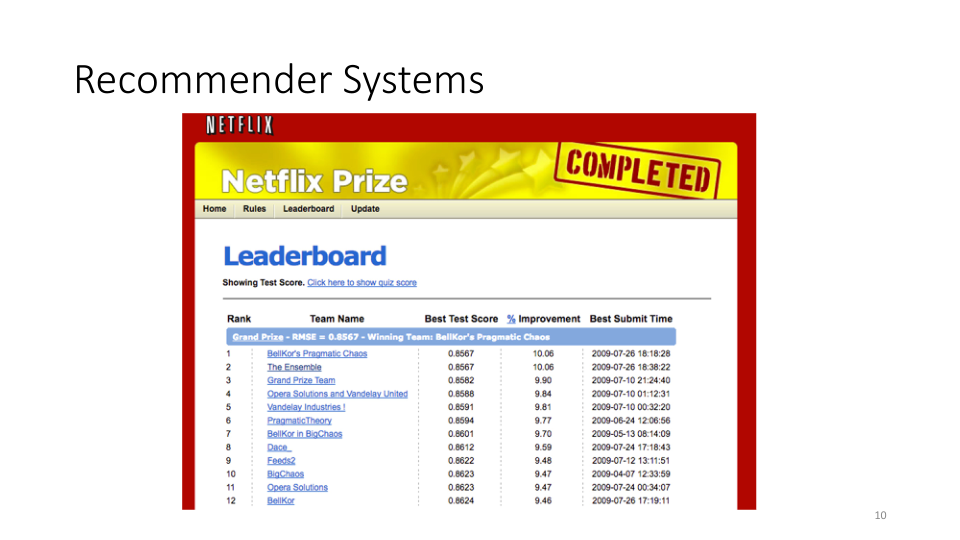 Recommender Systems
NETFLIX
Netflix Prize
COMPLETED
Home Rules Leaderboard Update
Leaderboard
Showing Test Score. Click here to show quiz score
Rank Team Name Best Test Score % Improvement Best Submit Time
Grand Prize - RMSE = 0.8567 - Winning Team: BellKor's Pragmatic Chaos
1 BellKor's Pragmatic Chaos 0.8567 10.06 2009-07-26 18:18:28
2 The Ensemble 0.8567 10.06 2009-07-26 18:38:22
3 Grand Prize Team 0.8582 9.90 2009-07-10 21:24:40
4 Opera Solutions and Vandelay United 0.8588 9.84 2009-07-10 01:12:31
5 Vandelay Industries ! 0.8591 9.81 2009-07-10 00:32:20
6 PragmaticTheory 0.8594 9.77 2009-06-24 12:06:56
7 BellKor in BigChaos 0.8601 9.70 2009-05-13 08:14:09
8 Dace_ 0.8612 9.59 2009-07-24 17:18:43
9 Feeds2 0.8622 9.48 2009-07-12 13:11:51
10 BigChaos 0.8623 9.47 2009-04-07 12:33:59
11 Opera Solutions 0.8623 9.47 2009-07-24 00:34:07
12 BellKor 0.8624 9.46 2009-07-26 17:19:11
10